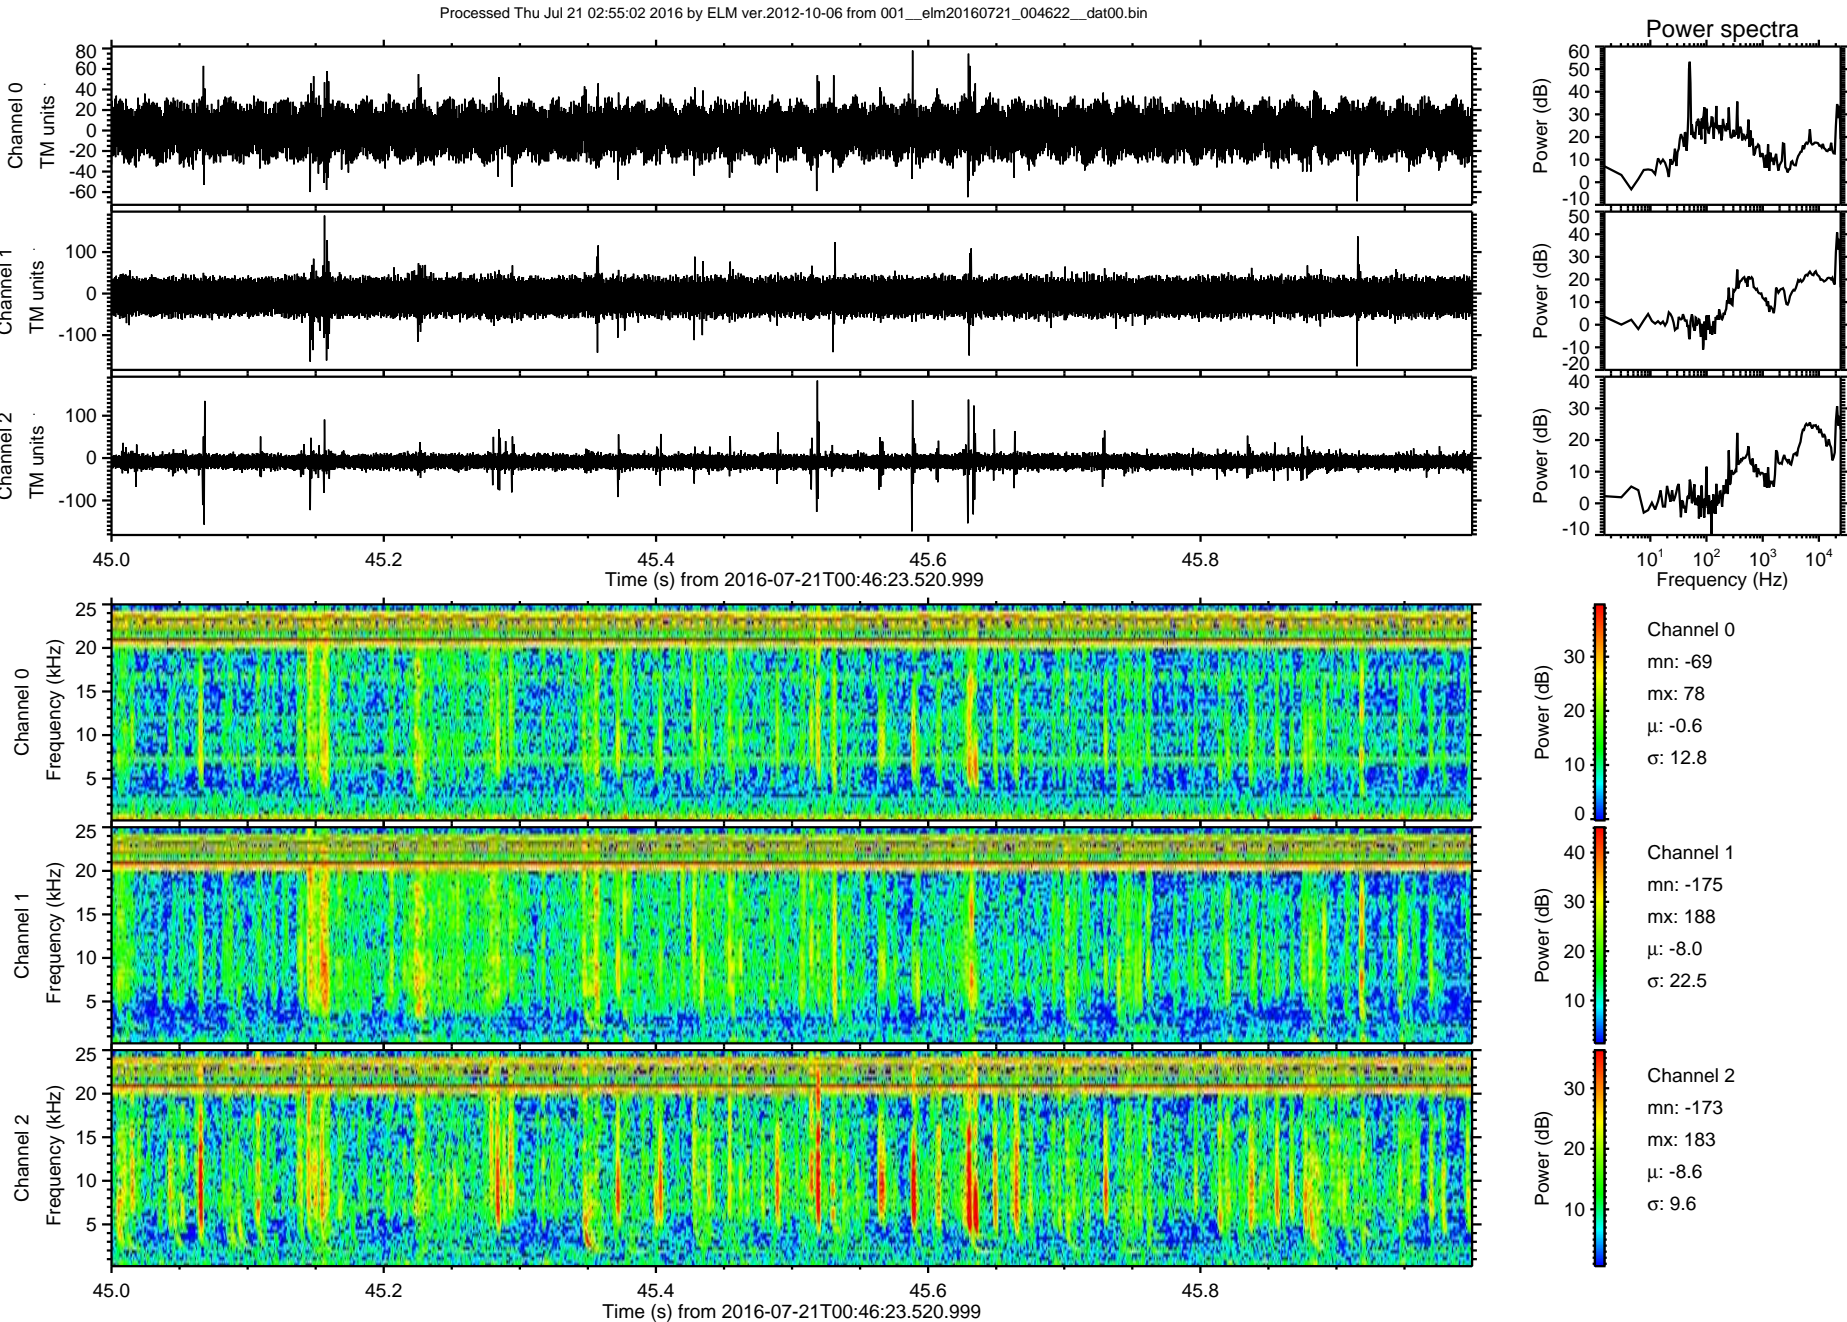 Processed Thu Jul 21 02:55:02 2016 by ELM ver.2012-10-06 from 001__elm20160721_004622__dat00.bin
Power spectra
Channel 0
TM units
80
60
40
20
0
-20
-40
-60
Power (dB)
60
50
40
30
20
10
0
-10
Channel 1
TM units
100
0
-100
Power (dB)
50
40
30
20
10
0
-10
-20
Channel 2
TM units
100
0
-100
Power (dB)
40
30
20
10
0
-10
45.0 45.2 45.4 45.6 45.8
Time (s) from 2016-07-21T00:46:23.520.999
10^1 10^2 10^3 10^4
Frequency (Hz)
Channel 0
Frequency (kHz)
25
20
15
10
5
Power (dB)
30
20
10
0
Channel 0
mn: -69
mx: 78
μ: -0.6
σ: 12.8
Channel 1
Frequency (kHz)
25
20
15
10
5
Power (dB)
40
30
20
10
Channel 1
mn: -175
mx: 188
μ: -8.0
σ: 22.5
Channel 2
Frequency (kHz)
25
20
15
10
5
Power (dB)
30
20
10
Channel 2
mn: -173
mx: 183
μ: -8.6
σ: 9.6
45.0 45.2 45.4 45.6 45.8
Time (s) from 2016-07-21T00:46:23.520.999